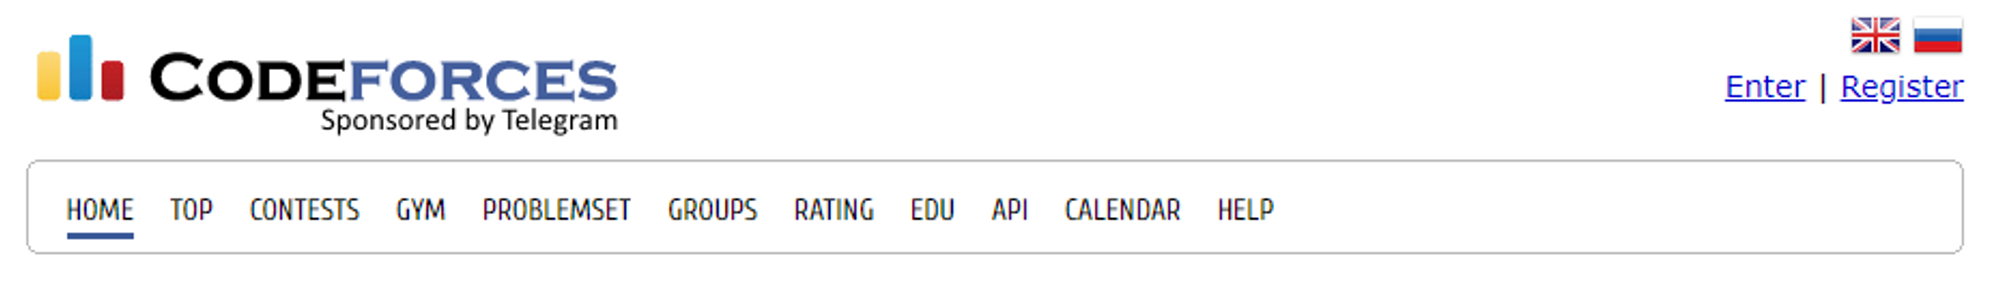 CODEFORCES
Sponsored by Telegram
Enter | Register
HOME TOP CONTESTS GYM PROBLEMSET GROUPS RATING EDU API CALENDAR HELP